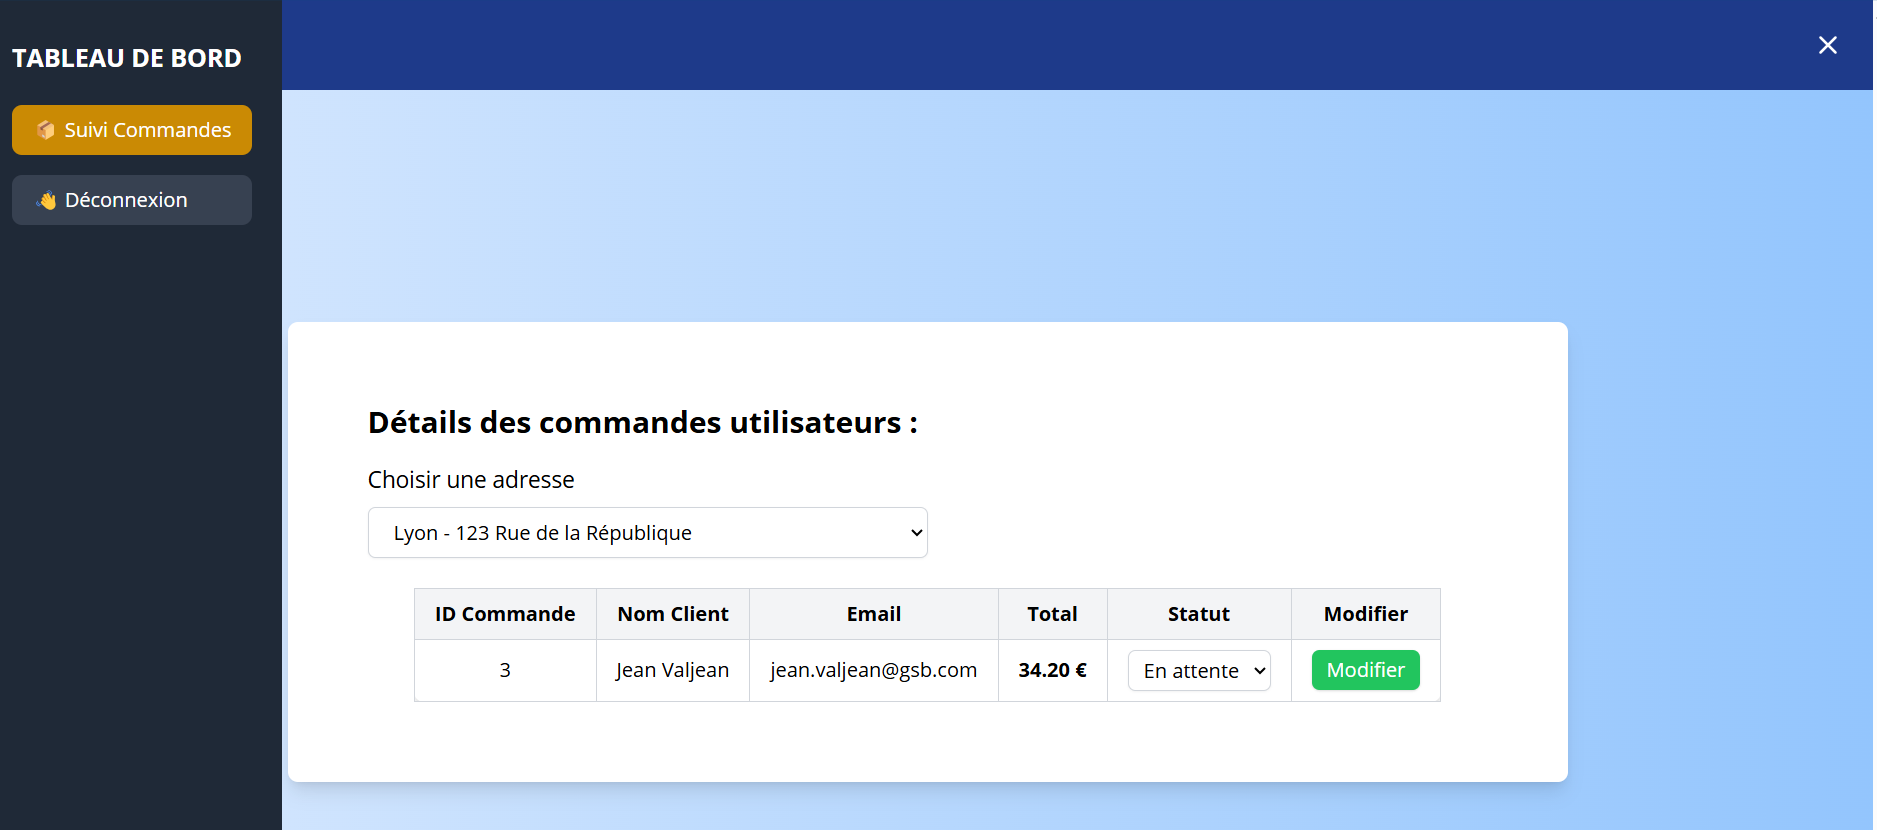 TABLEAU DE BORD
📦 Suivi Commandes
👋 Déconnexion
Détails des commandes utilisateurs :
Choisir une adresse
Lyon - 123 Rue de la République
ID Commande Nom Client Email Total Statut Modifier
3 Jean Valjean jean.valjean@gsb.com 34.20 € En attente Modifier